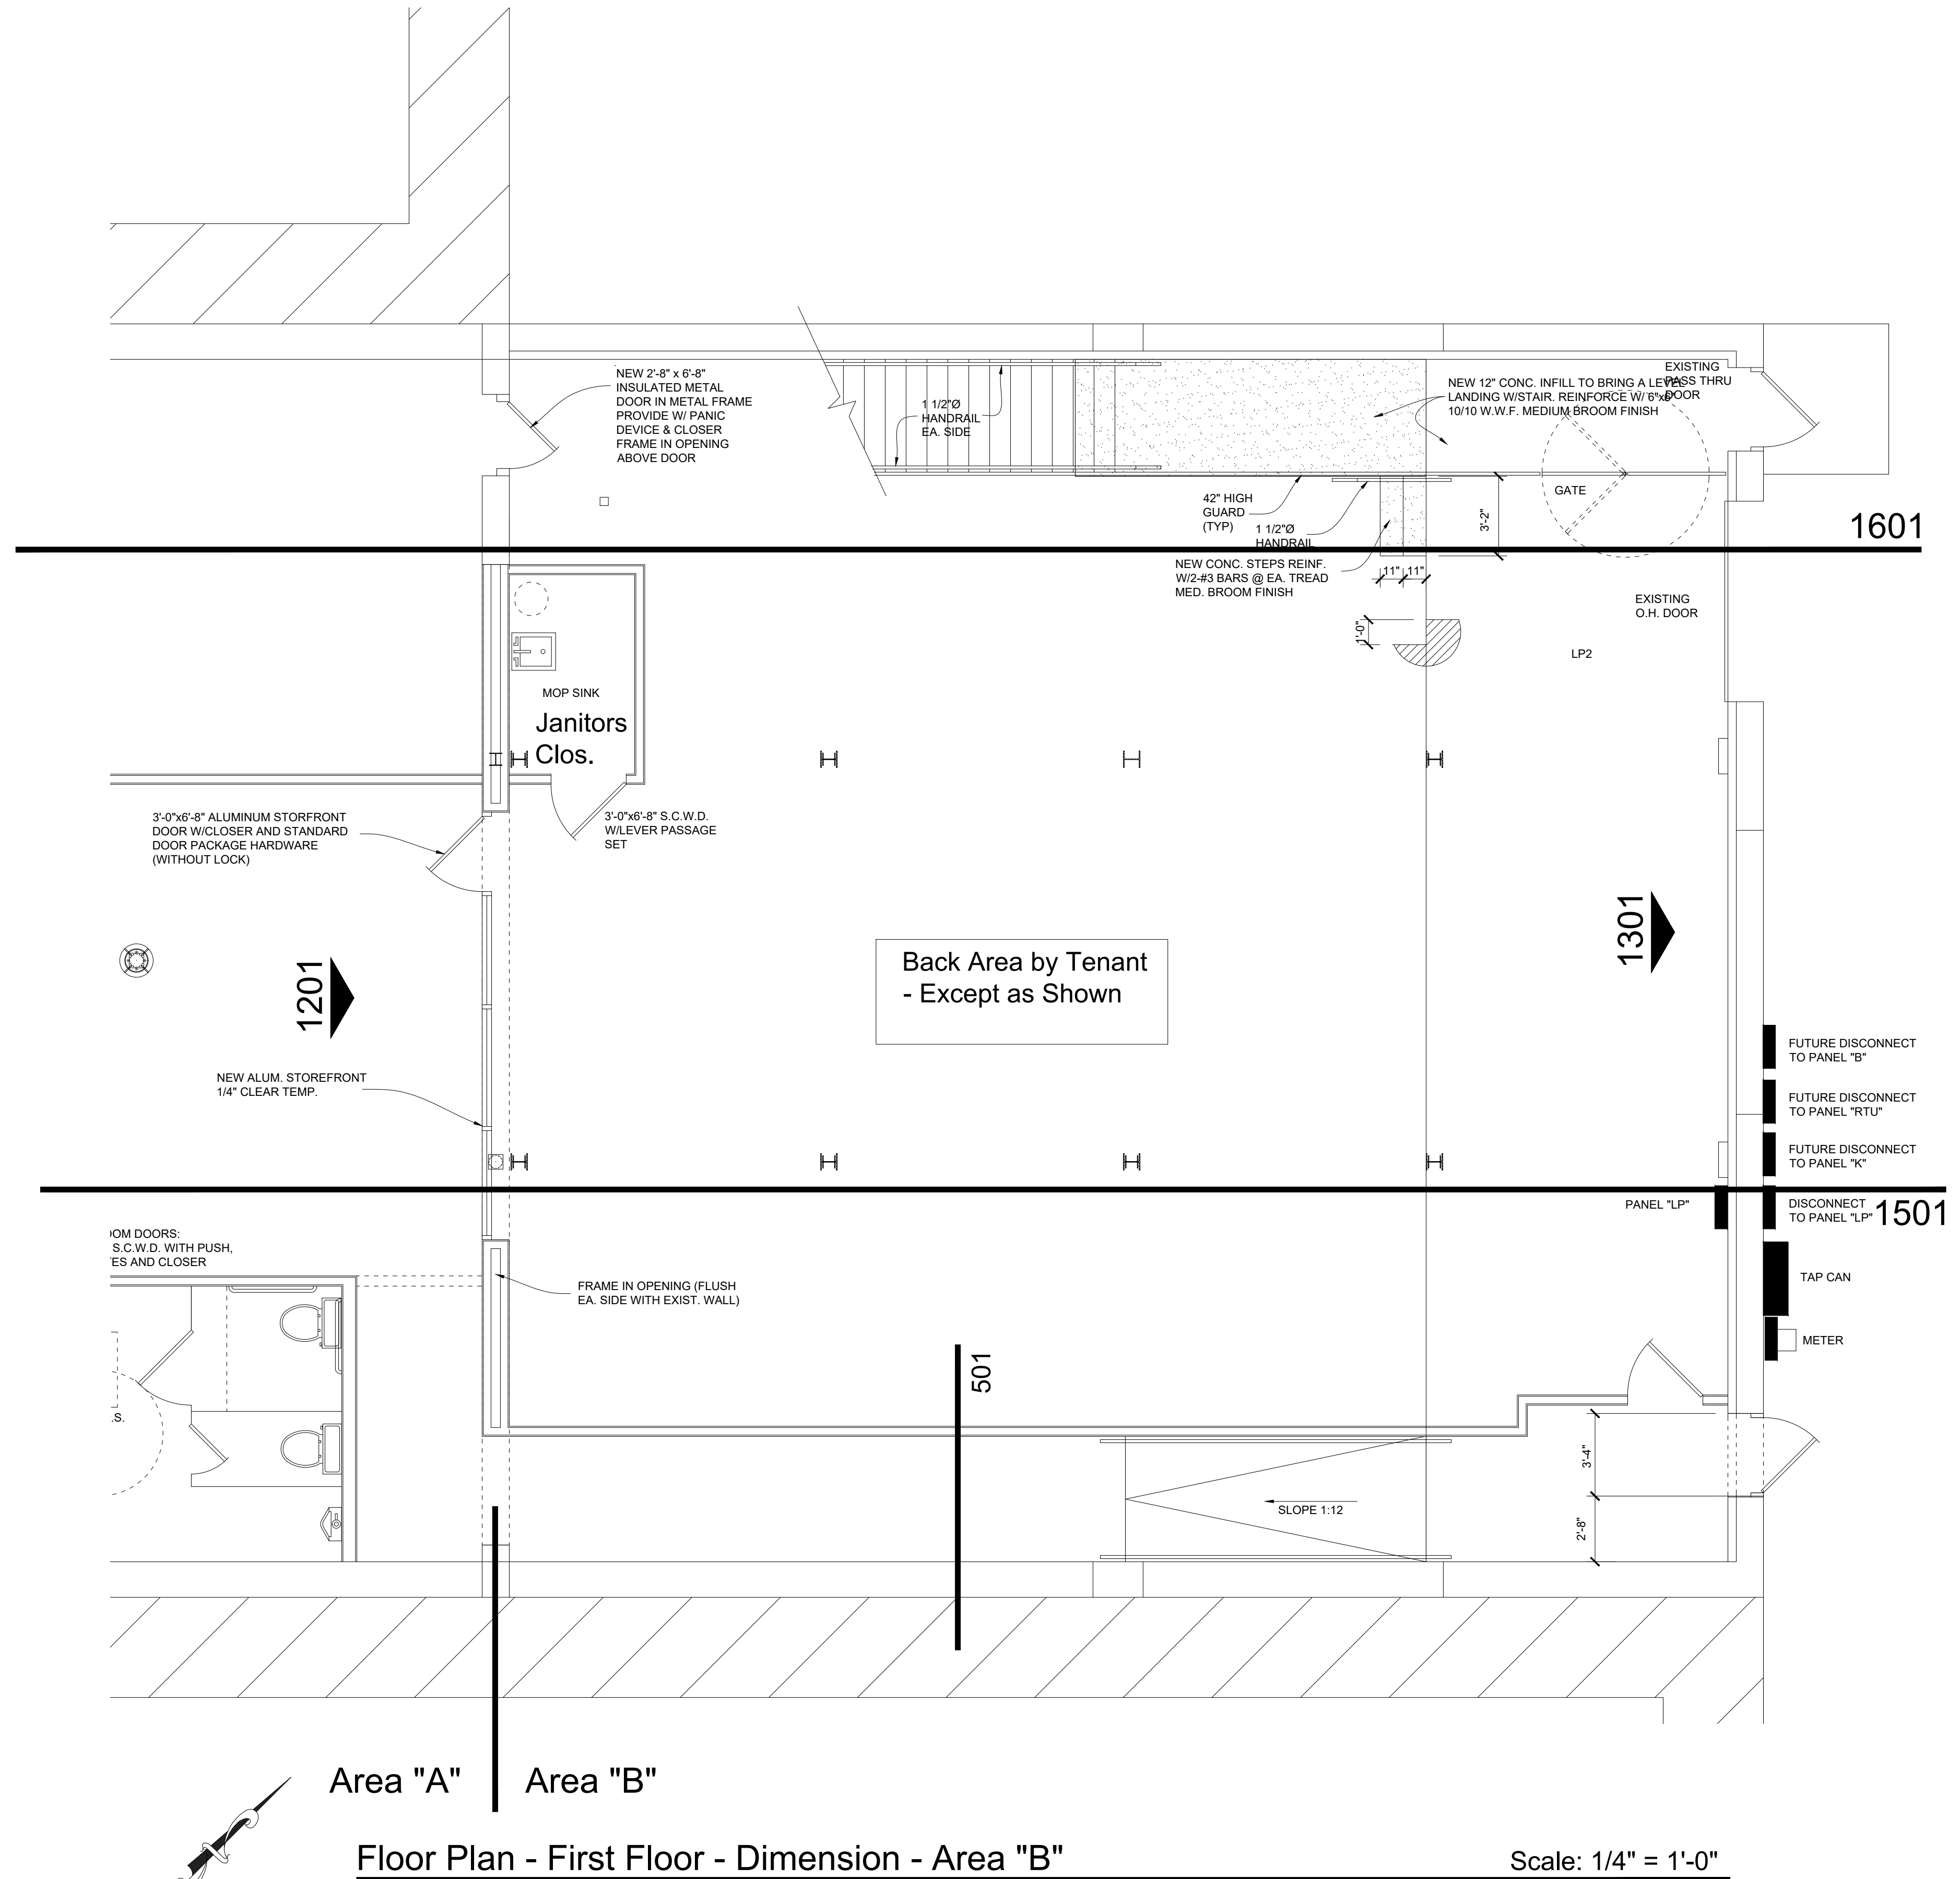 NEW 2'-8" x 6'-8"
INSULATED METAL
DOOR IN METAL FRAME
PROVIDE W/ PANIC
DEVICE & CLOSER
FRAME IN OPENING
ABOVE DOOR
1 1/2"Ø
HANDRAIL
EA. SIDE
EXISTING
PASS THRU
DOOR
NEW 12" CONC. INFILL TO BRING A LEVEL
LANDING W/STAIR. REINFORCE W/ 6"x6"
10/10 W.W.F. MEDIUM BROOM FINISH
GATE
42" HIGH
GUARD
(TYP)
1 1/2"Ø
HANDRAIL
3'-2"
1601
NEW CONC. STEPS REINF.
W/2-#3 BARS @ EA. TREAD
MED. BROOM FINISH
11" 11"
EXISTING
O.H. DOOR
1'-0"
LP2
MOP SINK
Janitors
Clos.
3'-0"x6'-8" ALUMINUM STORFRONT
DOOR W/CLOSER AND STANDARD
DOOR PACKAGE HARDWARE
(WITHOUT LOCK)
3'-0"x6'-8" S.C.W.D.
W/LEVER PASSAGE
SET
1301
Back Area by Tenant
- Except as Shown
1201
NEW ALUM. STOREFRONT
1/4" CLEAR TEMP.
FUTURE DISCONNECT
TO PANEL "B"
FUTURE DISCONNECT
TO PANEL "RTU"
FUTURE DISCONNECT
TO PANEL "K"
PANEL "LP"
DISCONNECT
TO PANEL "LP"
1501
OOM DOORS:
S.C.W.D. WITH PUSH,
TES AND CLOSER
TAP CAN
FRAME IN OPENING (FLUSH
EA. SIDE WITH EXIST. WALL)
METER
501
.S.
3'-4"
SLOPE 1:12
2'-8"
Area "A"
Area "B"
Floor Plan - First Floor - Dimension - Area "B"
Scale: 1/4" = 1'-0"